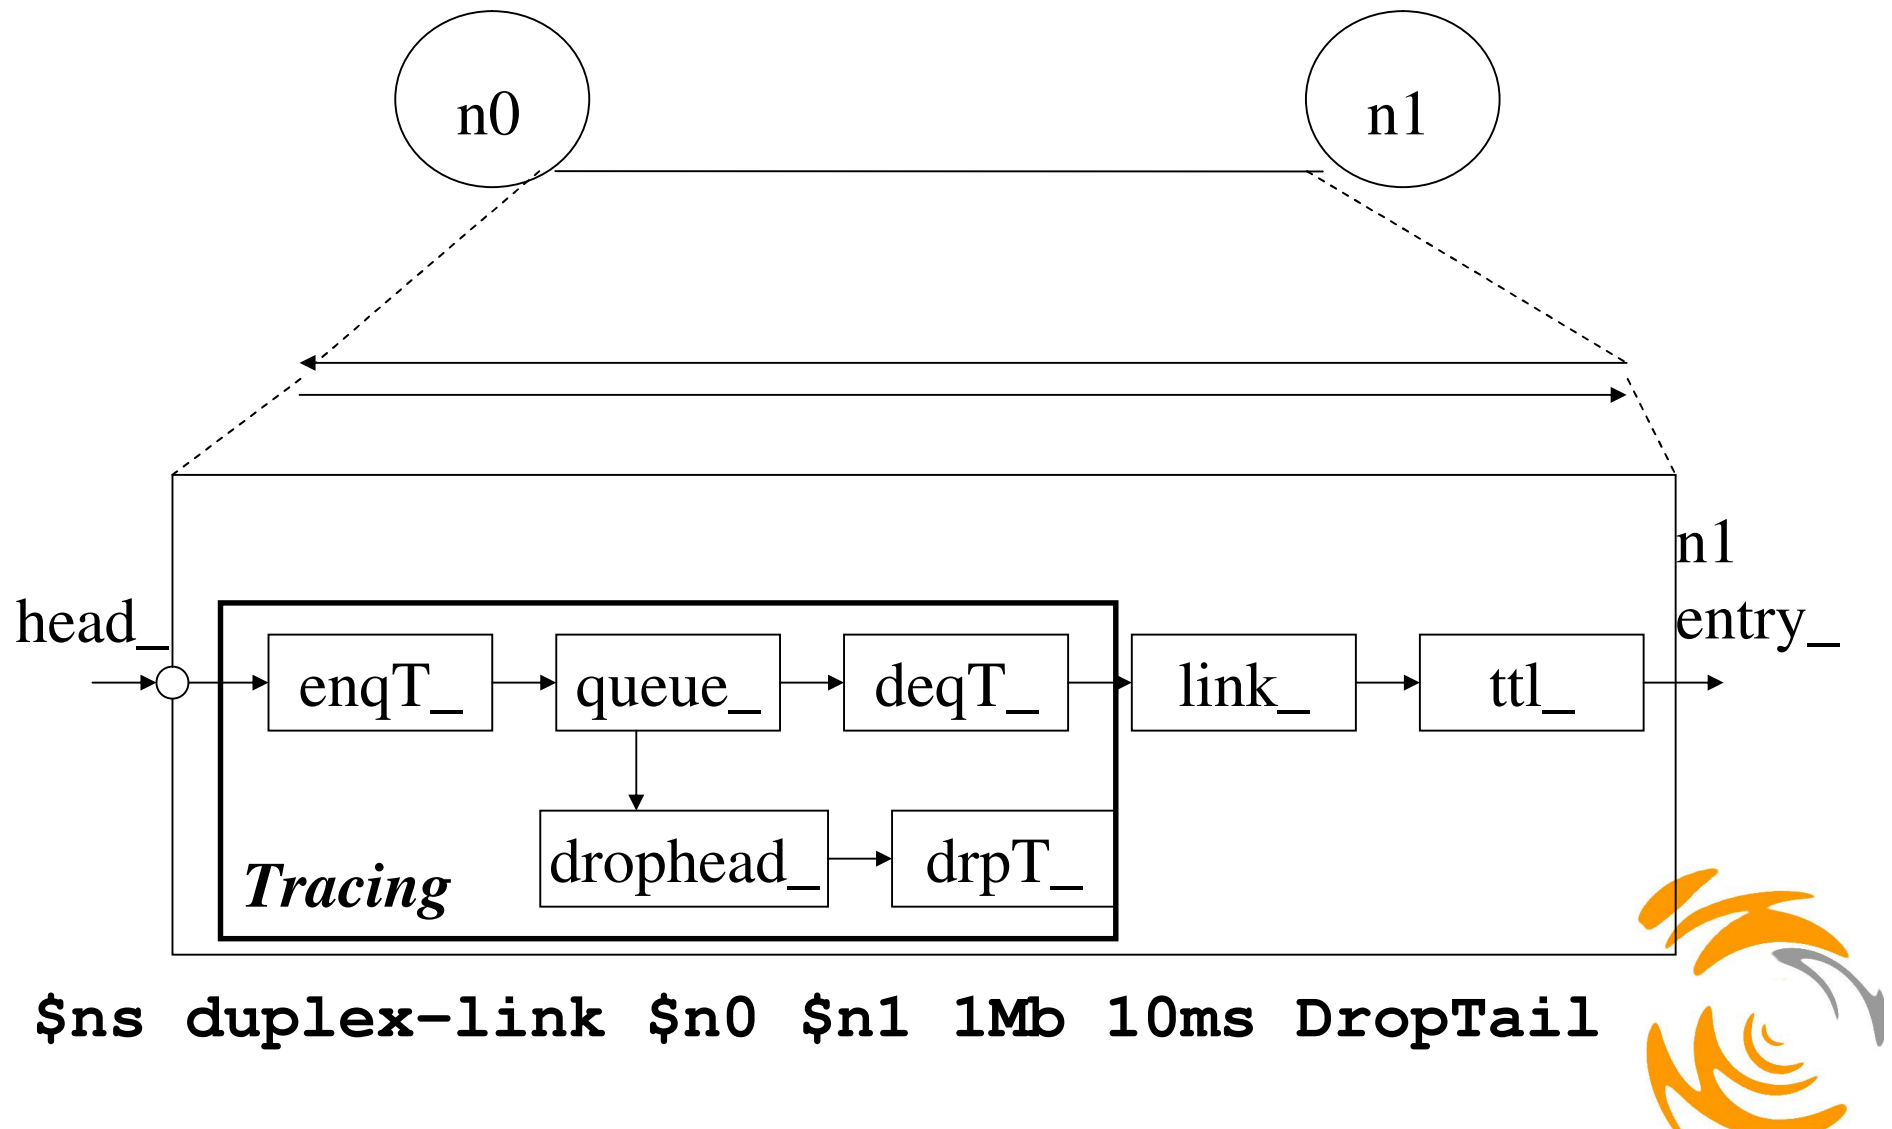 n0
n1
n1
head_
entry_
enqT_
queue_
deqT_
link_
ttl_
drophead_
drpT_
Tracing
$ns duplex-link $n0 $n1 1Mb 10ms DropTail